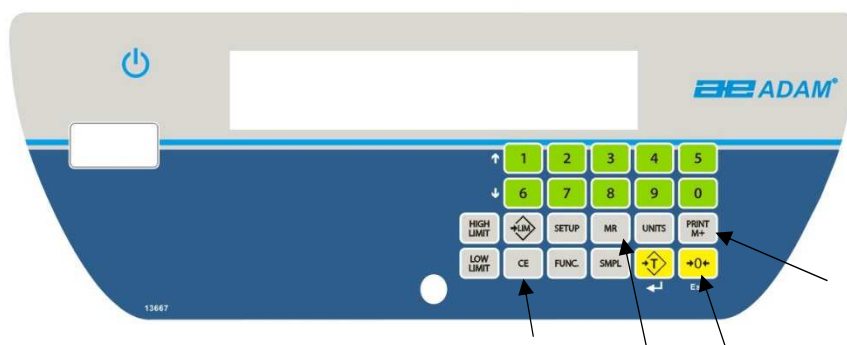 ae ADAM®
1 2 3 4 5
6 7 8 9 0
HIGH LIMIT →LIM SETUP MR UNITS PRINT M+
LOW LIMIT CE FUNC. SMPL →T →0←
13667